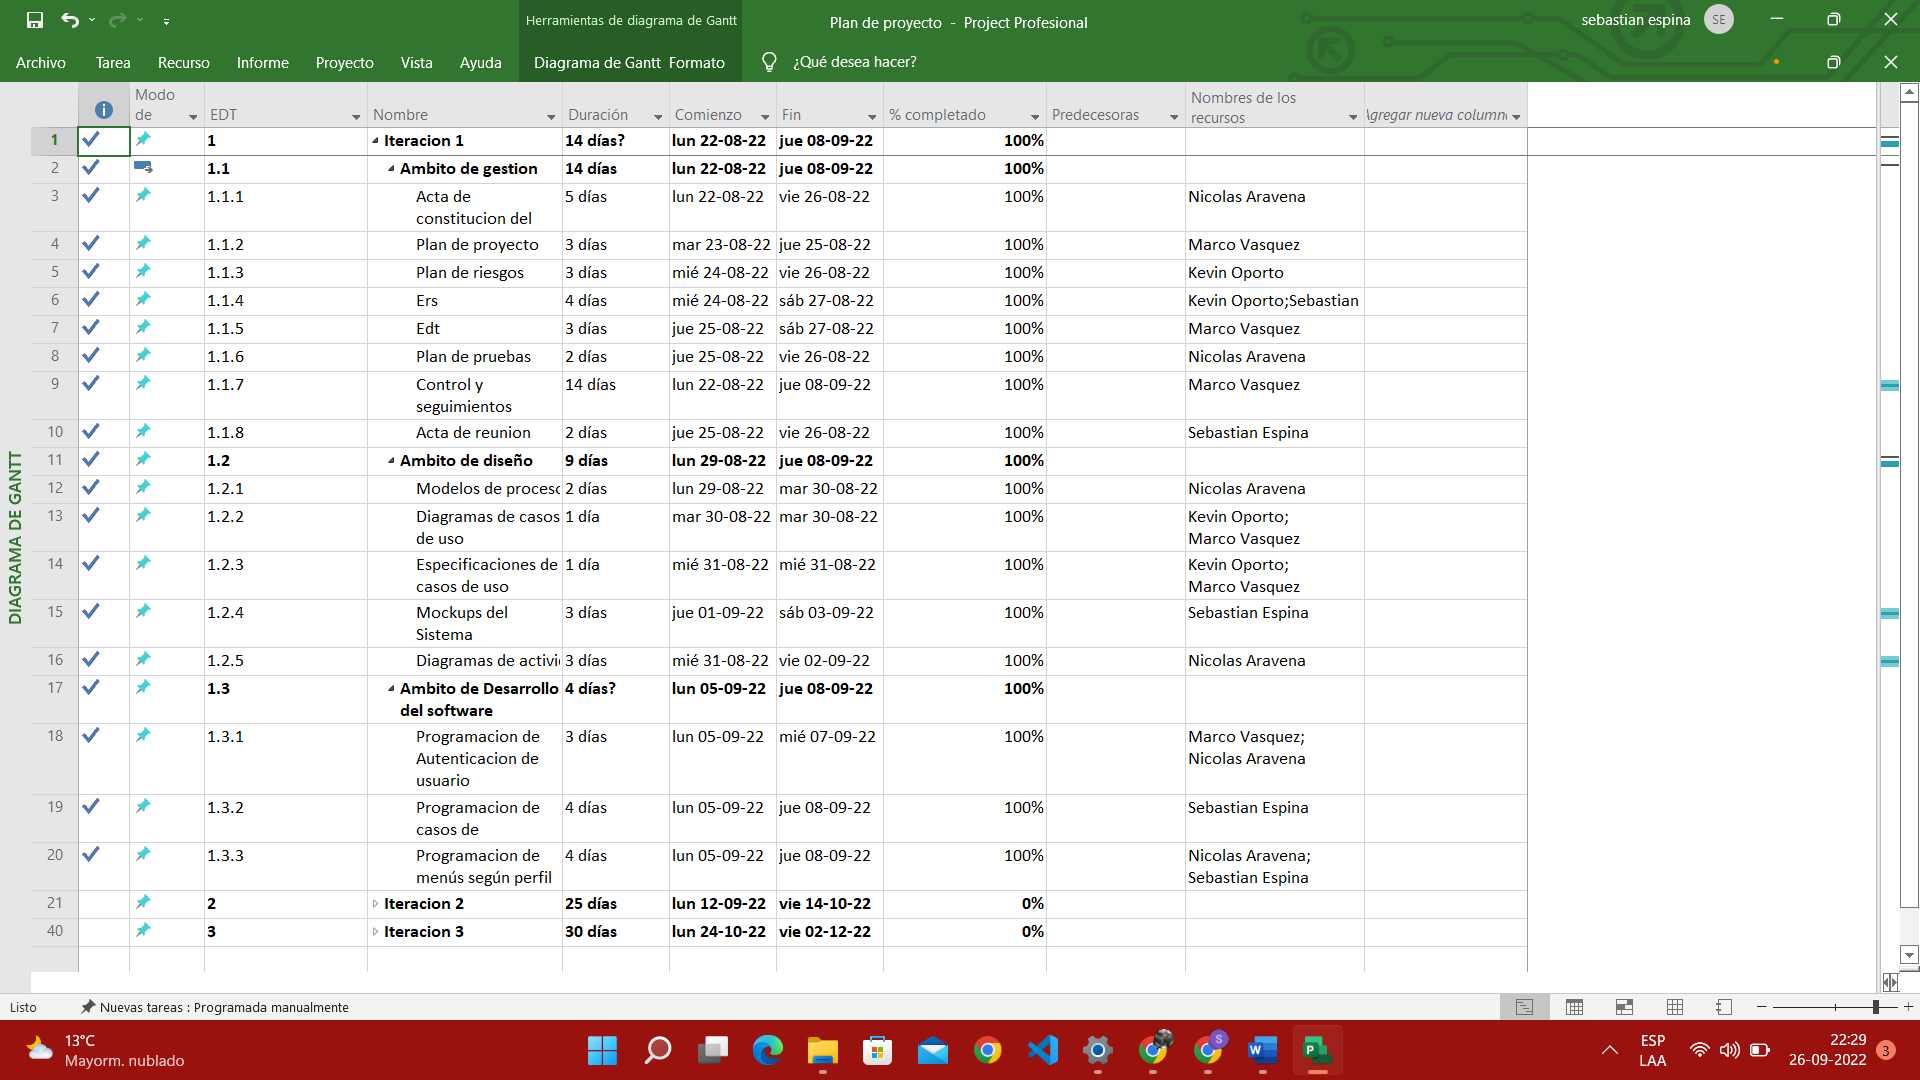 Herramientas de diagrama de Gantt
Plan de proyecto - Project Profesional
sebastian espina
SE
Archivo Tarea Recurso Informe Proyecto Vista Ayuda Diagrama de Gantt Formato ¿Qué desea hacer?
Modo de EDT Nombre Duración Comienzo Fin % completado Predecesoras Nombres de los recursos Agregar nueva column
1 1 Iteracion 1 14 días? lun 22-08-22 jue 08-09-22 100%
2 1.1 Ambito de gestion 14 días lun 22-08-22 jue 08-09-22 100%
3 1.1.1 Acta de 5 días lun 22-08-22 vie 26-08-22 100% Nicolas Aravena
constitucion del
4 1.1.2 Plan de proyecto 3 días mar 23-08-22 jue 25-08-22 100% Marco Vasquez
5 1.1.3 Plan de riesgos 3 días mié 24-08-22 vie 26-08-22 100% Kevin Oporto
6 1.1.4 Ers 4 días mié 24-08-22 sáb 27-08-22 100% Kevin Oporto;Sebastian
7 1.1.5 Edt 3 días jue 25-08-22 sáb 27-08-22 100% Marco Vasquez
8 1.1.6 Plan de pruebas 2 días jue 25-08-22 vie 26-08-22 100% Nicolas Aravena
9 1.1.7 Control y 14 días lun 22-08-22 jue 08-09-22 100% Marco Vasquez
seguimientos
10 1.1.8 Acta de reunion 2 días jue 25-08-22 vie 26-08-22 100% Sebastian Espina
11 1.2 Ambito de diseño 9 días lun 29-08-22 jue 08-09-22 100%
12 1.2.1 Modelos de proceso 2 días lun 29-08-22 mar 30-08-22 100% Nicolas Aravena
13 1.2.2 Diagramas de casos 1 día mar 30-08-22 mar 30-08-22 100% Kevin Oporto;
de uso Marco Vasquez
14 1.2.3 Especificaciones de 1 día mié 31-08-22 mié 31-08-22 100% Kevin Oporto;
casos de uso Marco Vasquez
15 1.2.4 Mockups del 3 días jue 01-09-22 sáb 03-09-22 100% Sebastian Espina
Sistema
16 1.2.5 Diagramas de activi 3 días mié 31-08-22 vie 02-09-22 100% Nicolas Aravena
17 1.3 Ambito de Desarrollo 4 días? lun 05-09-22 jue 08-09-22 100%
del software
18 1.3.1 Programacion de 3 días lun 05-09-22 mié 07-09-22 100% Marco Vasquez;
Autenticacion de Nicolas Aravena
usuario
19 1.3.2 Programacion de 4 días lun 05-09-22 jue 08-09-22 100% Sebastian Espina
casos de
20 1.3.3 Programacion de 4 días lun 05-09-22 jue 08-09-22 100% Nicolas Aravena;
menús según perfil Sebastian Espina
21 2 Iteracion 2 25 días lun 12-09-22 vie 14-10-22 0%
40 3 Iteracion 3 30 días lun 24-10-22 vie 02-12-22 0%
DIAGRAMA DE GANTT
Listo Nuevas tareas : Programada manualmente
13°C
Mayorm. nublado
ESP
LAA
22:29
26-09-2022
3